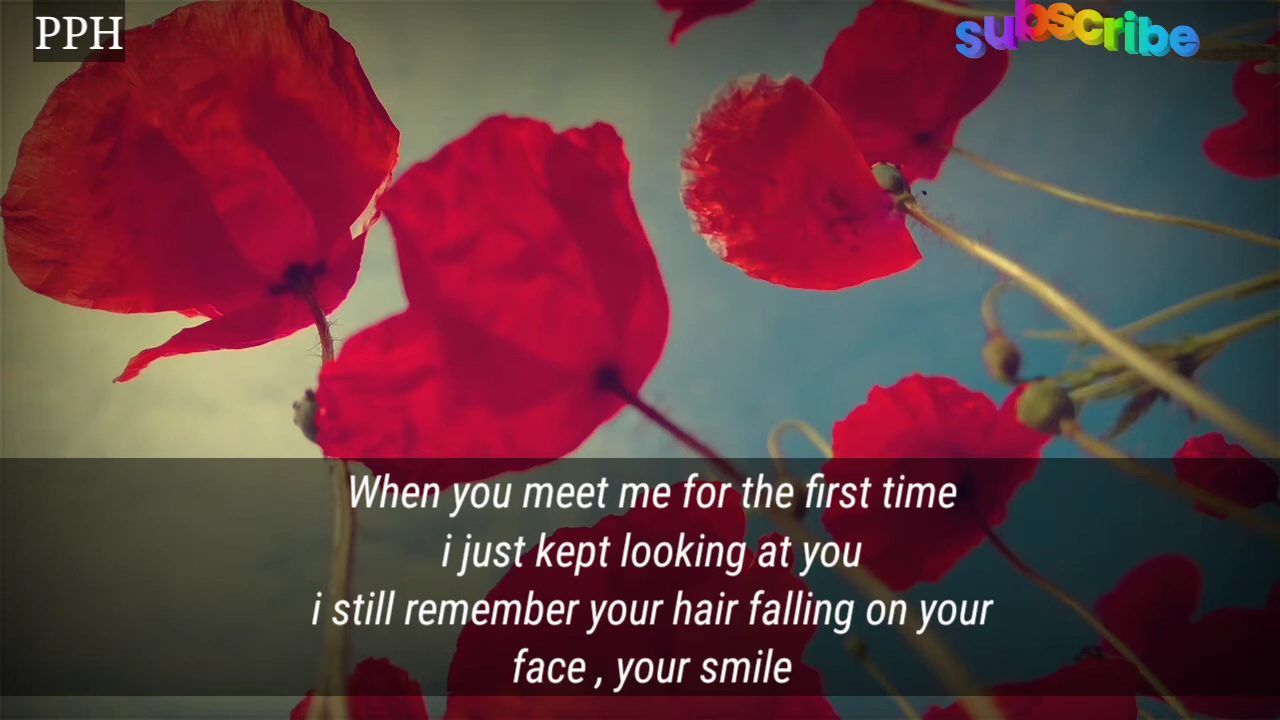 PPH
subscribe
When you meet me for the first time
i just kept looking at you
i still remember your hair falling on your
face , your smile